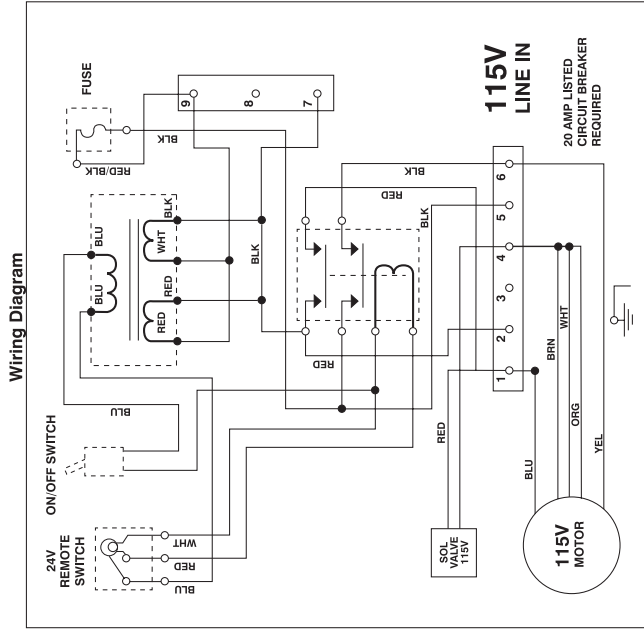 Wiring Diagram
24V
REMOTE
SWITCH
WHT
RED
BLU
ON/OFF SWITCH
BLU
BLU
BLU
RED
RED
WHT
BLK
FUSE
RED/BLK
BLK
9
8
7
RED
BLK
RED
BLK
BLK
SOL
VALVE
115V
RED
1
2
3
4
5
6
115V
LINE IN
20 AMP LISTED
CIRCUIT BREAKER
REQUIRED
115V
MOTOR
BLU
BRN
WHT
ORG
YEL